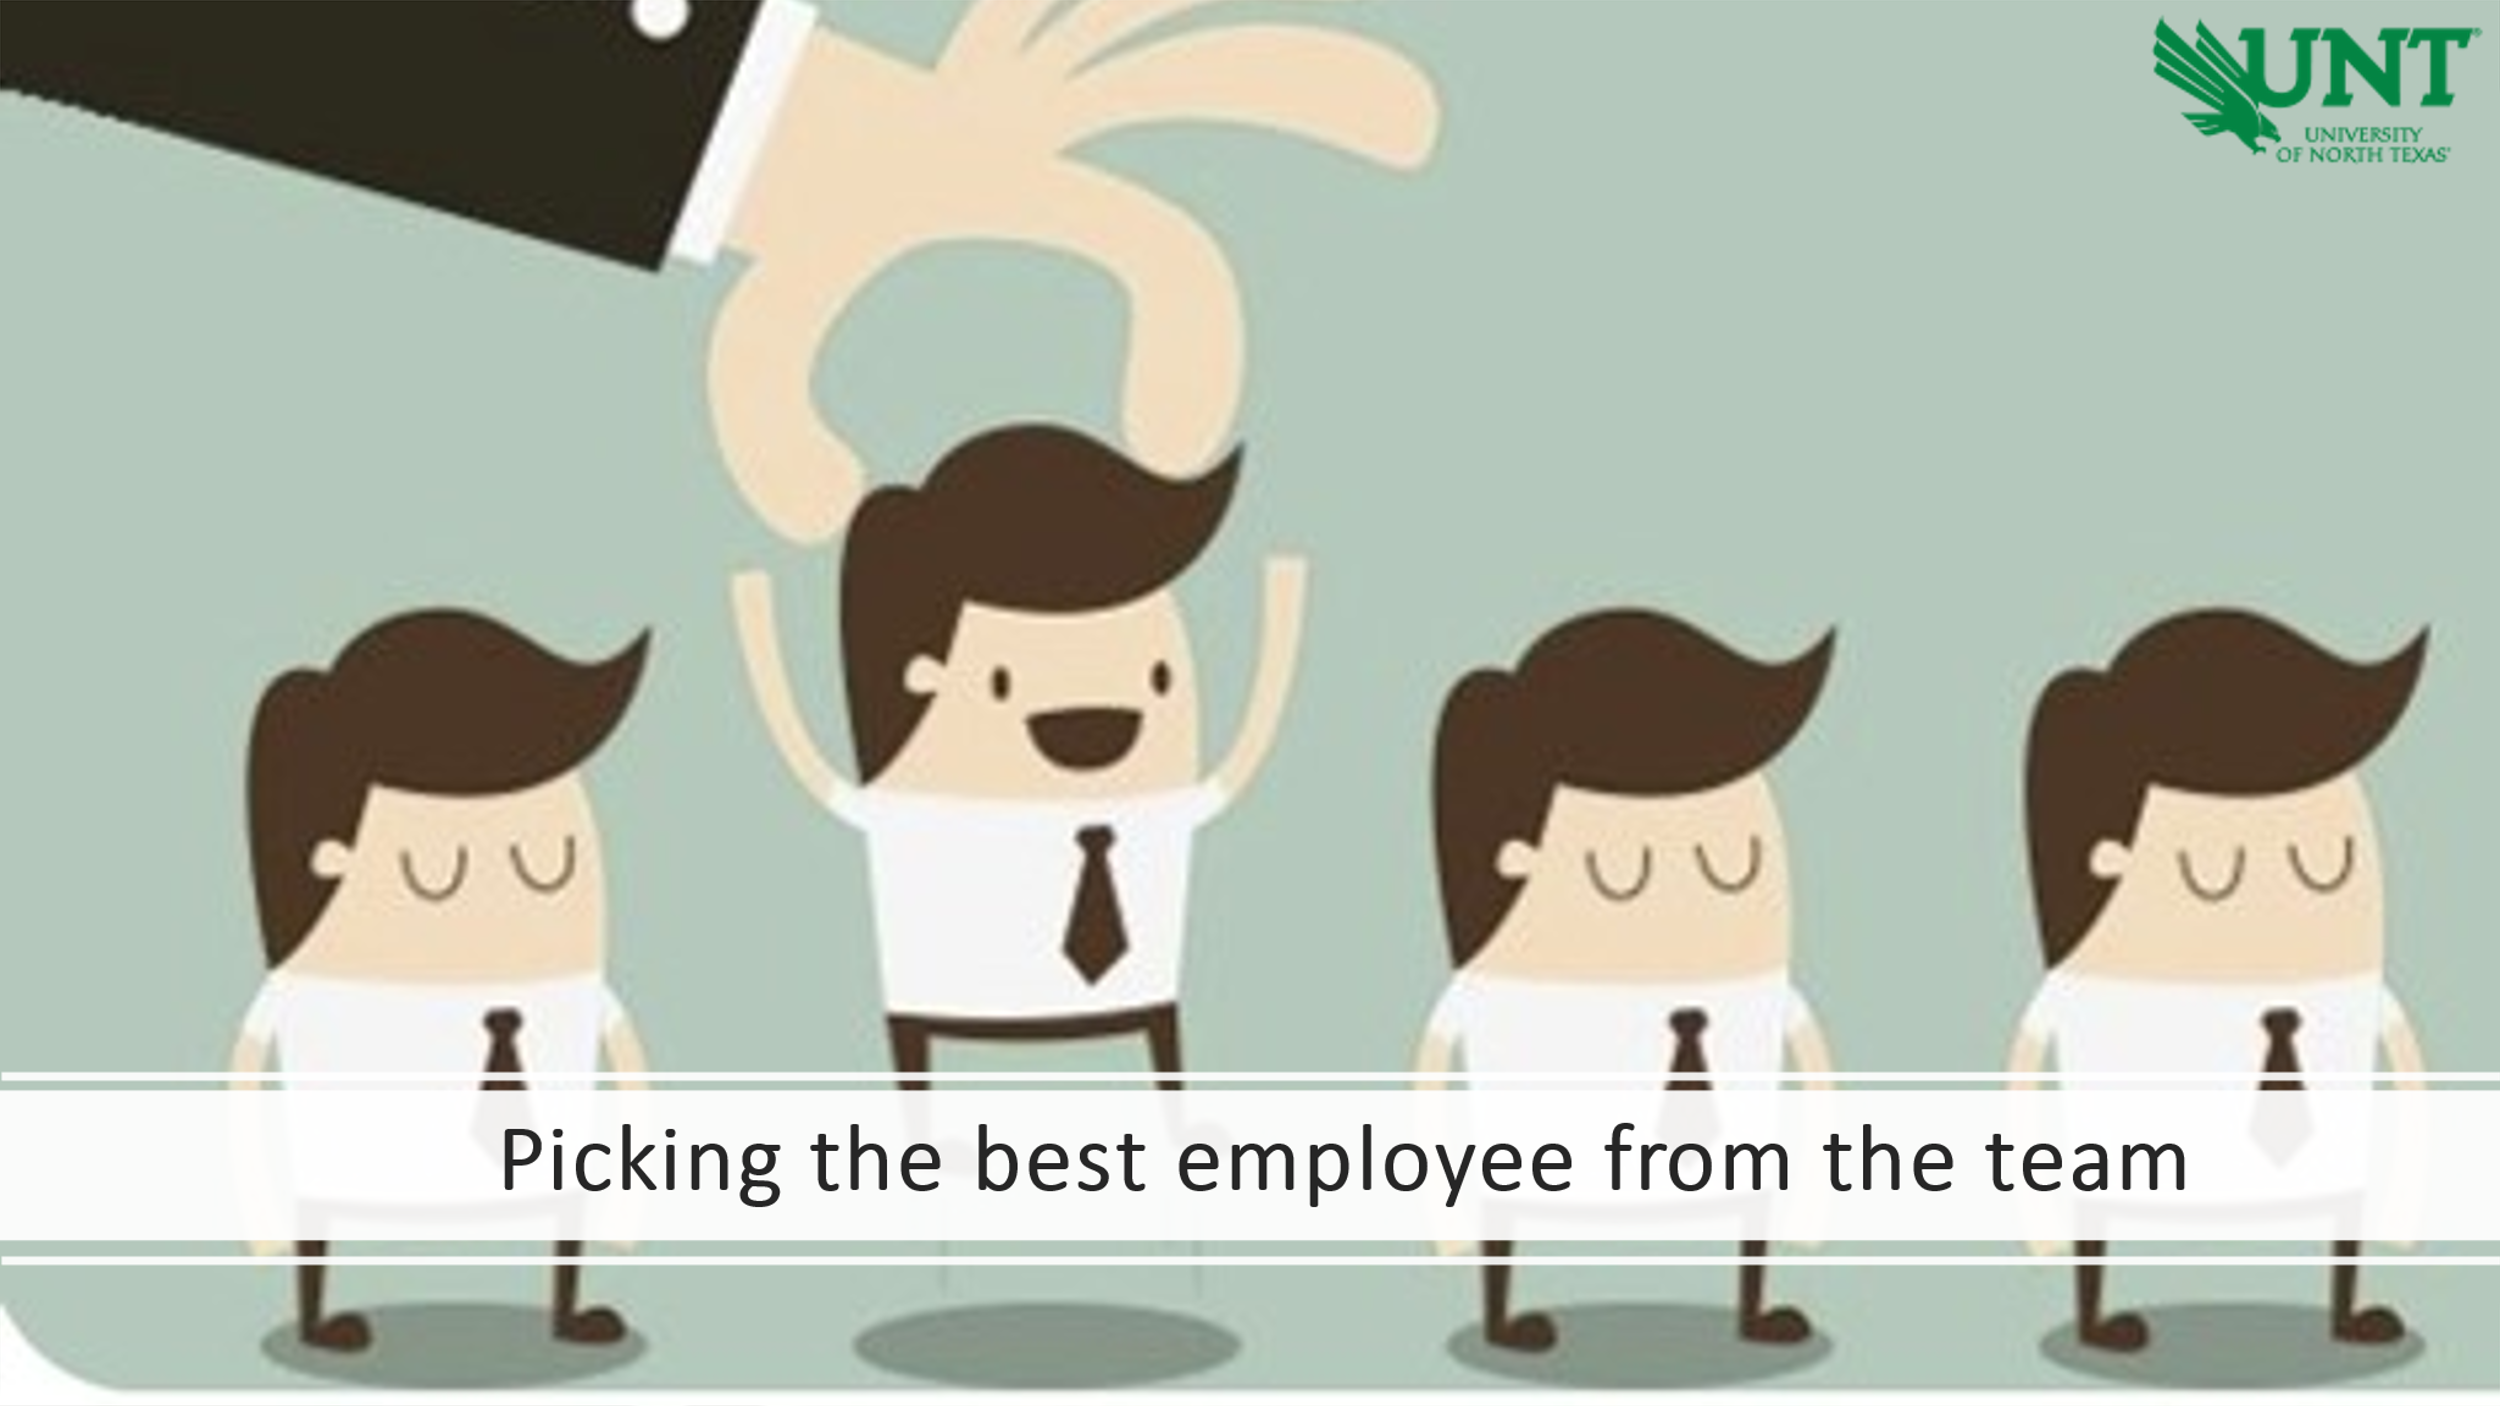 UNT®
UNIVERSITY
OF NORTH TEXAS®
Picking the best employee from the team